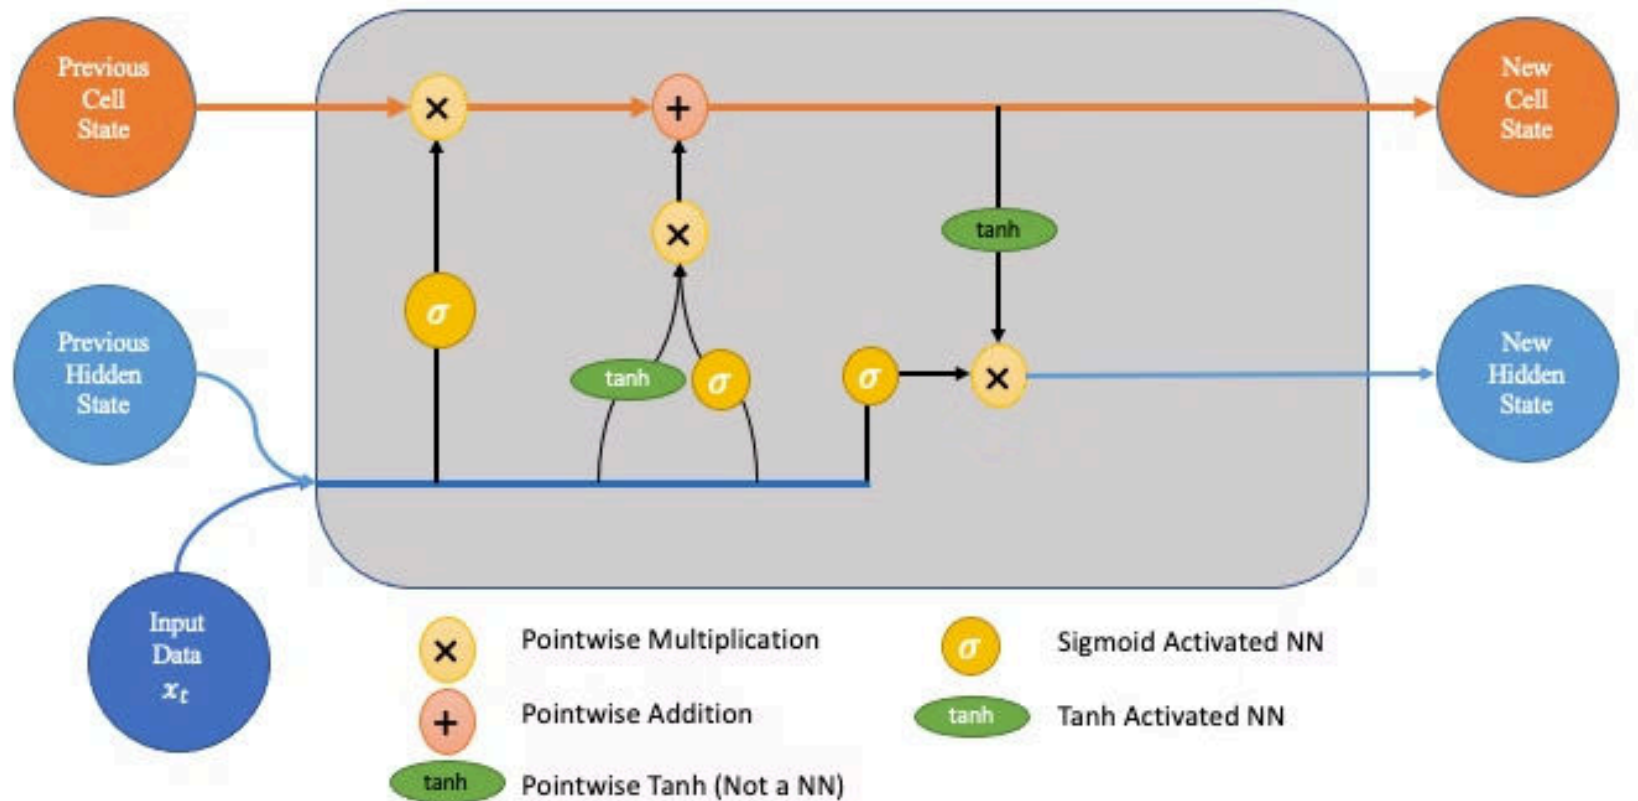 Previous
Cell
State
×
+
New
Cell
State
×
tanh
σ
Previous
Hidden
State
tanh
σ
σ
×
New
Hidden
State
Input
Data
xₜ
×
Pointwise Multiplication
σ
Sigmoid Activated NN
+
Pointwise Addition
tanh
Tanh Activated NN
tanh
Pointwise Tanh (Not a NN)